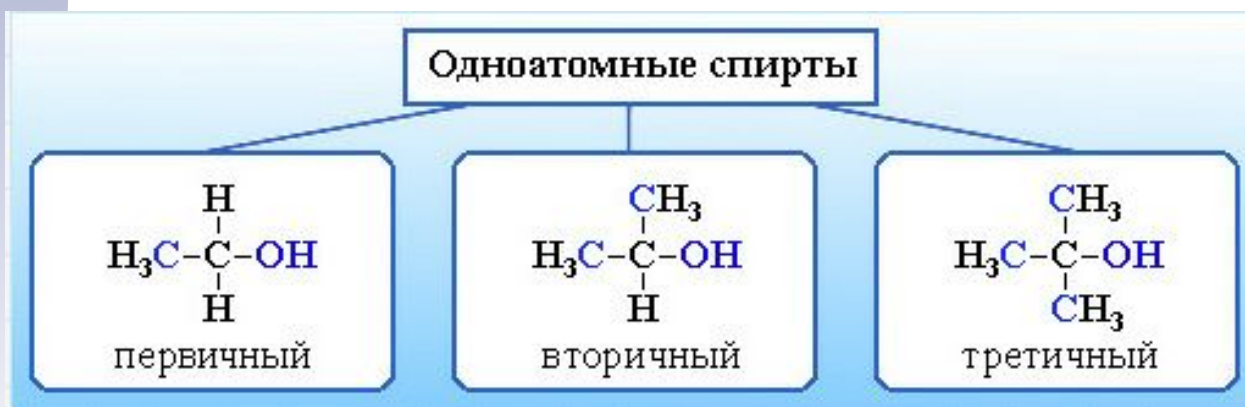 Одноатомные спирты
H
H₃C-C-OH
H
первичный
CH₃
H₃C-C-OH
H
вторичный
CH₃
H₃C-C-OH
CH₃
третичный